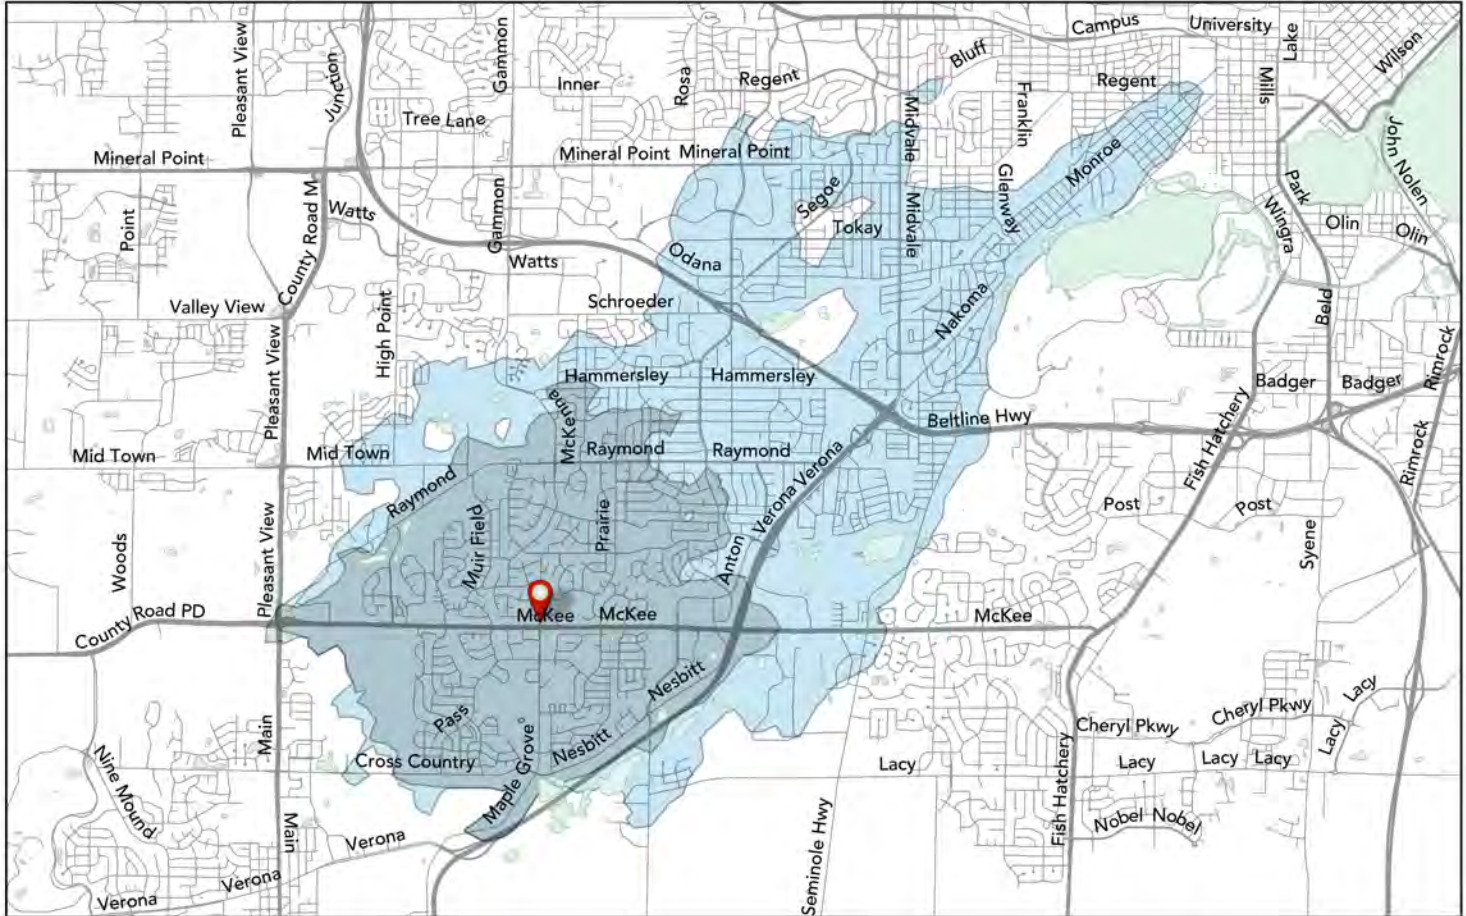 Campus
University
Lake
Wilson
Pleasant View
Junction
Gammon
Inner
Rosa
Regent
Bluff
Franklin
Regent
Mills
Tree Lane
Midvale
John Nolen
Mineral Point
Mineral Point
Mineral Point
Monroe
Glenway
Park
Point
County Road M
Watts
Gammon
Segoe
Tokay
Midvale
Wingra
Olin
Olin
Watts
Odana
Valley View
Schroeder
Nakoma
Beld
Pleasant View
High Point
Hammersley
Hammersley
Badger
Badger
Rimrock
McKenna
Beltline Hwy
Fish Hatchery
Mid Town
Mid Town
Raymond
Raymond
Rimrock
Raymond
Verona
Verona
Post
Post
Woods
Pleasant View
Muir Field
Prairie
Anton
Syene
County Road PD
McKee
McKee
McKee
Nesbitt
Main
Pass
Maple Grove
Nesbitt
Cheryl Pkwy
Cheryl Pkwy
Lacy
Lacy
Nine Mound
Cross Country
Lacy
Fish Hatchery
Lacy
Lacy
Lacy
Main
Verona
Nobel
Nobel
Seminole Hwy
Verona
Verona